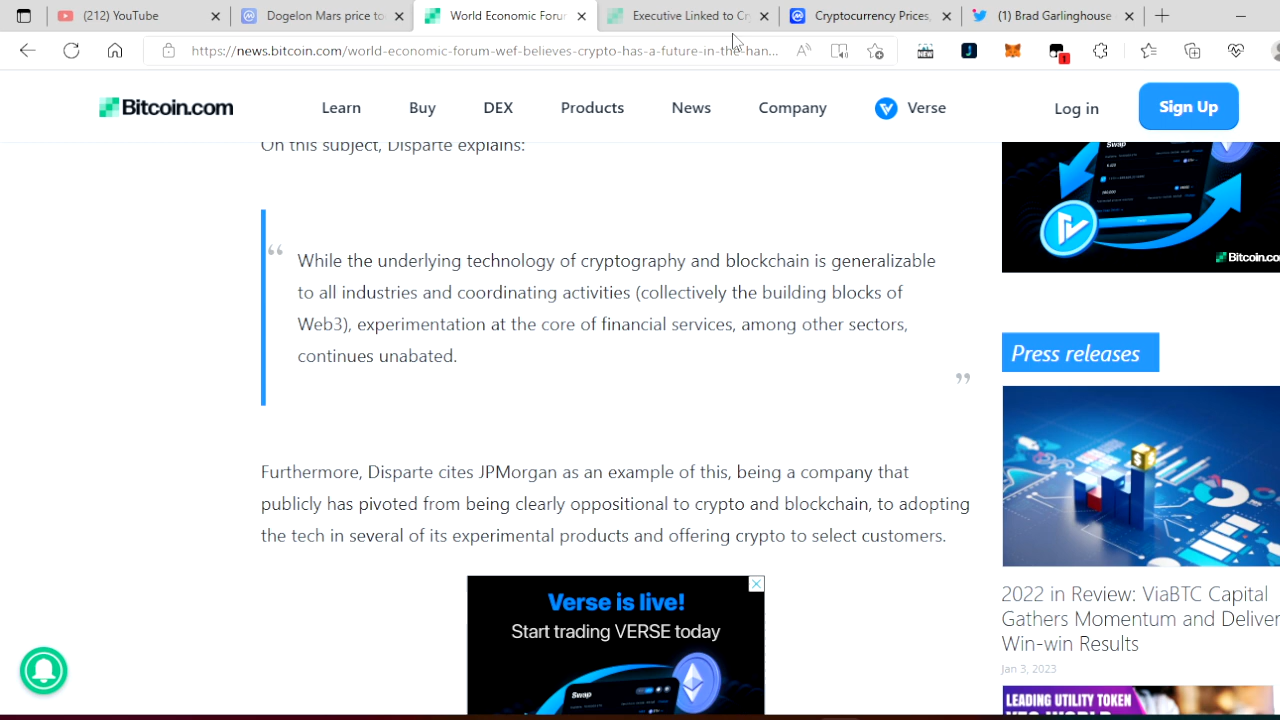 (212) YouTube
Dogelon Mars price
World Economic Foru
Executive linked to C
Cryptocurrency Prices
(1) Bad Gargshouse
https://news.bitcoin.com/world-economic-forum-wef-believes-crypto-has-a-future-in-the-han...
Bitcoin.com
Learn
Buy
DEX
Products
News
Company
Verse
Log in
Sign Up
On this subject, Disparte explains:
“
While the underlying technology of cryptography and blockchain is generalizable
to all industries and coordinating activities (collectively the building blocks of
Web3), experimentation at the core of financial services, among other sectors,
continues unabated.
”
Furthermore, Disparte cites JPMorgan as an example of this, being a company that
publicly has pivoted from being clearly oppositional to crypto and blockchain, to adopting
the tech in several of its experimental products and offering crypto to select customers.
Verse is live!
Start trading VERSE today
Swap
Swap
Bitcoin.co
Press releases
2022 in Review: ViaBTC Capital
Gathers Momentum and Deliver
Win-win Results
Jan 3, 2023
LEADING UTILITY TOKEN